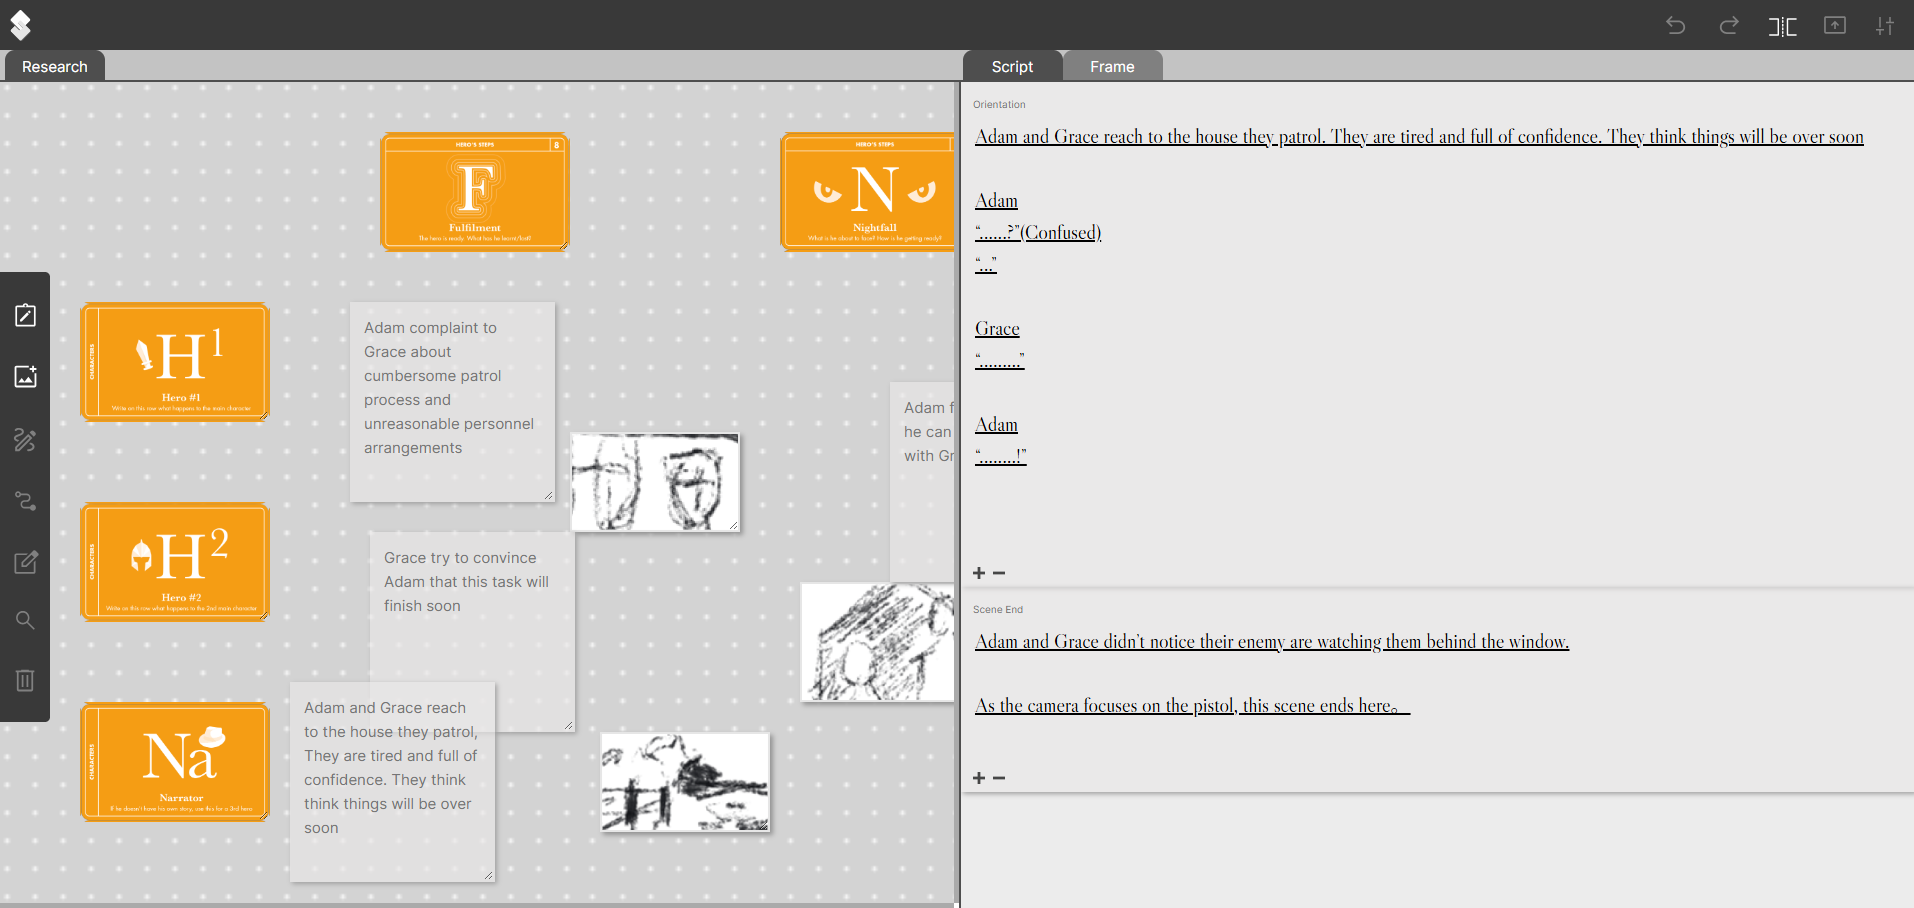 Research
Script
Frame
HERO'S STEPS
8
F
Fulfilment
The hero is ready. What has he learnt/lost?
HERO'S STEPS
N
Nightfall
What is he about to face? How is he getting ready?
CHARACTERS
H1
Hero #1
Write on this row what happens to the main character
Adam complaint to
Grace about
cumbersome patrol
process and
unreasonable personnel
arrangements
Adam f
he can
with Gr
CHARACTERS
H2
Hero #2
Write on this row what happens to the 2nd main character
Grace try to convince
Adam that this task will
finish soon
CHARACTERS
Na
Narrator
If he doesn't have his own story, use this for a 3rd hero
Adam and Grace reach
to the house they patrol,
They are tired and full of
confidence. They think
think things will be over
soon
Orientation
Adam and Grace reach to the house they patrol. They are tired and full of confidence. They think things will be over soon
Adam
“......?”(Confused)
“...”
Grace
“.........”
Adam
“........!”
Scene End
Adam and Grace didn’t notice their enemy are watching them behind the window.
As the camera focuses on the pistol, this scene ends here。